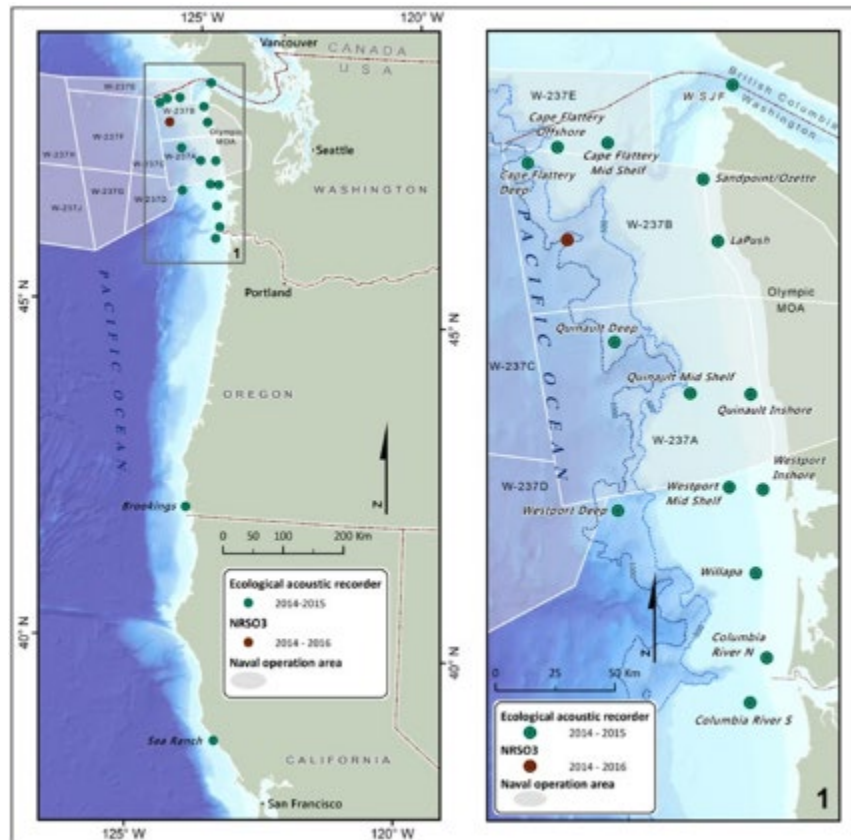 125° W
120° W
Vancouver
CANADA
USA
W-237E
W-237B
W-237F
W-237H
W-237A
W-237C
W-237G
W-237D
W-237J
Olympic
MOA
Seattle
WASHINGTON
1
Portland
45° N
45° N
PACIFIC OCEAN
OREGON
N
Brookings
0 50 100 200 Km
Ecological acoustic recorder
2014-2015
NRSO3
2014 - 2016
Naval operation area
40° N
40° N
Sea Ranch
CALIFORNIA
San Francisco
125° W
120° W
W-237E
W SJF
British Columbia
Washington
Cape Flattery
Offshore
Cape Flattery
Mid Shelf
Cape Flattery
Deep
Sandpoint/Ozette
W-237B
LaPush
PACIFIC OCEAN
Olympic
MOA
Quinault Deep
W-237C
Quinault Mid Shelf
Quinault Inshore
W-237A
Westport
Inshore
W-237D
Westport
Mid Shelf
Westport Deep
Willapa
N
Columbia
River N
0 25 50 100 Km
Columbia River S
Ecological acoustic recorder
2014 - 2015
NRSO3
2014 - 2016
Naval operation area
1